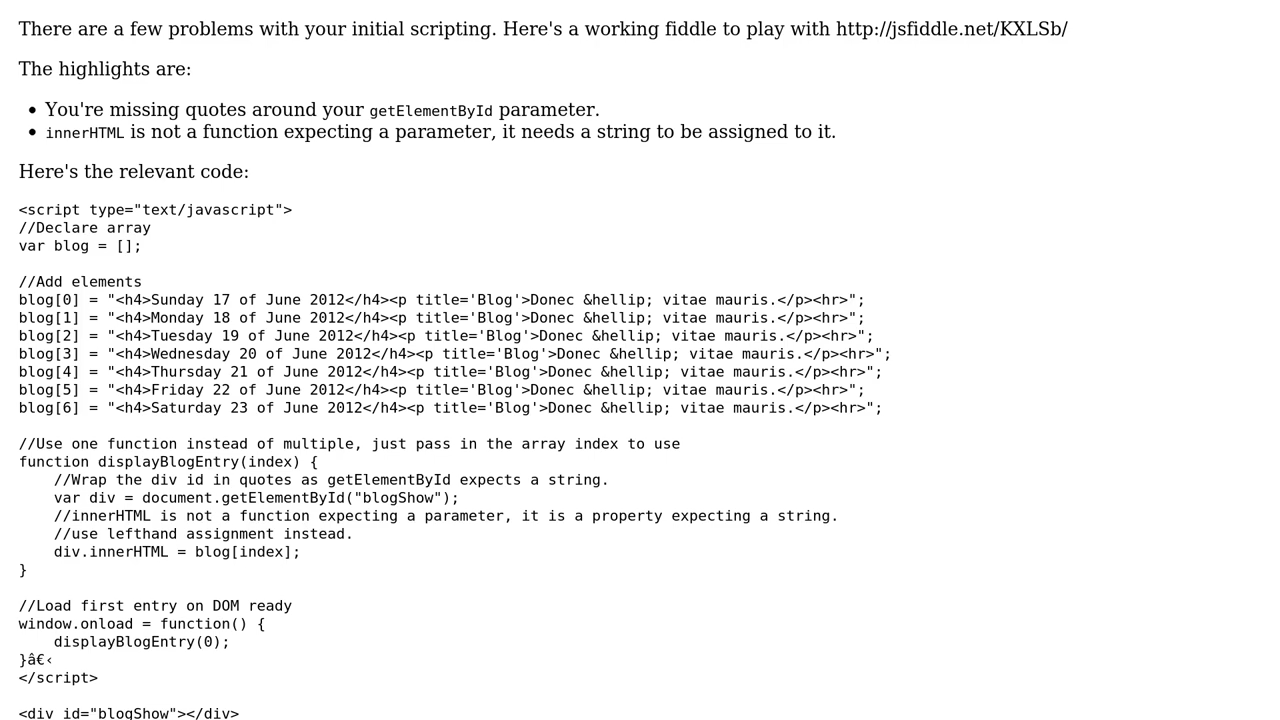 There are a few problems with your initial scripting. Here's a working fiddle to play with http://jsfiddle.net/KXLSb/
The highlights are:
• You're missing quotes around your getElementById parameter.
• innerHTML is not a function expecting a parameter, it needs a string to be assigned to it.
Here's the relevant code:
<script type="text/javascript">
//Declare array
var blog = [];

//Add elements
blog[0] = "<h4>Sunday 17 of June 2012</h4><p title='Blog'>Donec &hellip; vitae mauris.</p><hr>";
blog[1] = "<h4>Monday 18 of June 2012</h4><p title='Blog'>Donec &hellip; vitae mauris.</p><hr>";
blog[2] = "<h4>Tuesday 19 of June 2012</h4><p title='Blog'>Donec &hellip; vitae mauris.</p><hr>";
blog[3] = "<h4>Wednesday 20 of June 2012</h4><p title='Blog'>Donec &hellip; vitae mauris.</p><hr>";
blog[4] = "<h4>Thursday 21 of June 2012</h4><p title='Blog'>Donec &hellip; vitae mauris.</p><hr>";
blog[5] = "<h4>Friday 22 of June 2012</h4><p title='Blog'>Donec &hellip; vitae mauris.</p><hr>";
blog[6] = "<h4>Saturday 23 of June 2012</h4><p title='Blog'>Donec &hellip; vitae mauris.</p><hr>";

//Use one function instead of multiple, just pass in the array index to use
function displayBlogEntry(index) {
    //Wrap the div id in quotes as getElementById expects a string.
    var div = document.getElementById("blogShow");
    //innerHTML is not a function expecting a parameter, it is a property expecting a string.
    //use lefthand assignment instead.
    div.innerHTML = blog[index];
}

//Load first entry on DOM ready
window.onload = function() {
    displayBlogEntry(0);
}â€‹
</script>

<div id="blogShow"></div>